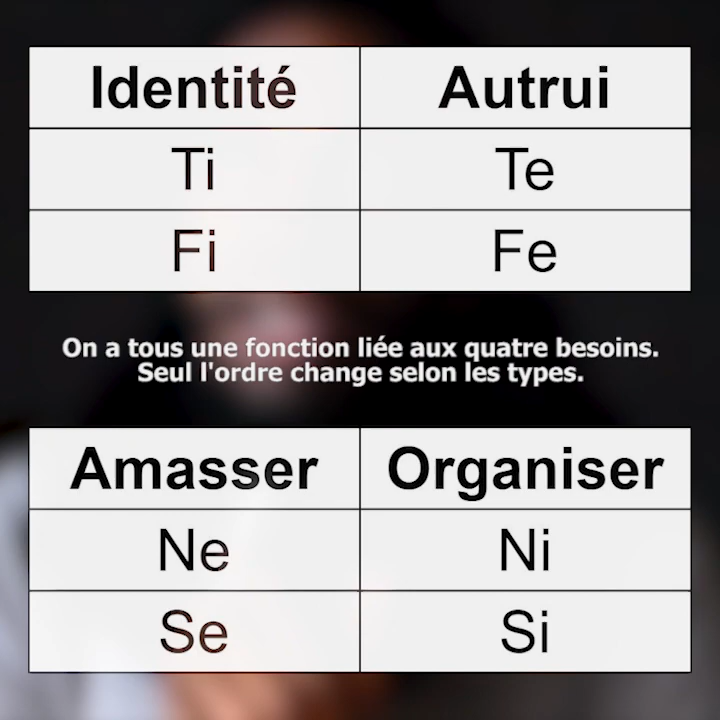 Identité Autrui
Ti Te
Fi Fe
On a tous une fonction liée aux quatre besoins.
Seul l'ordre change selon les types.
Amasser Organiser
Ne Ni
Se Si